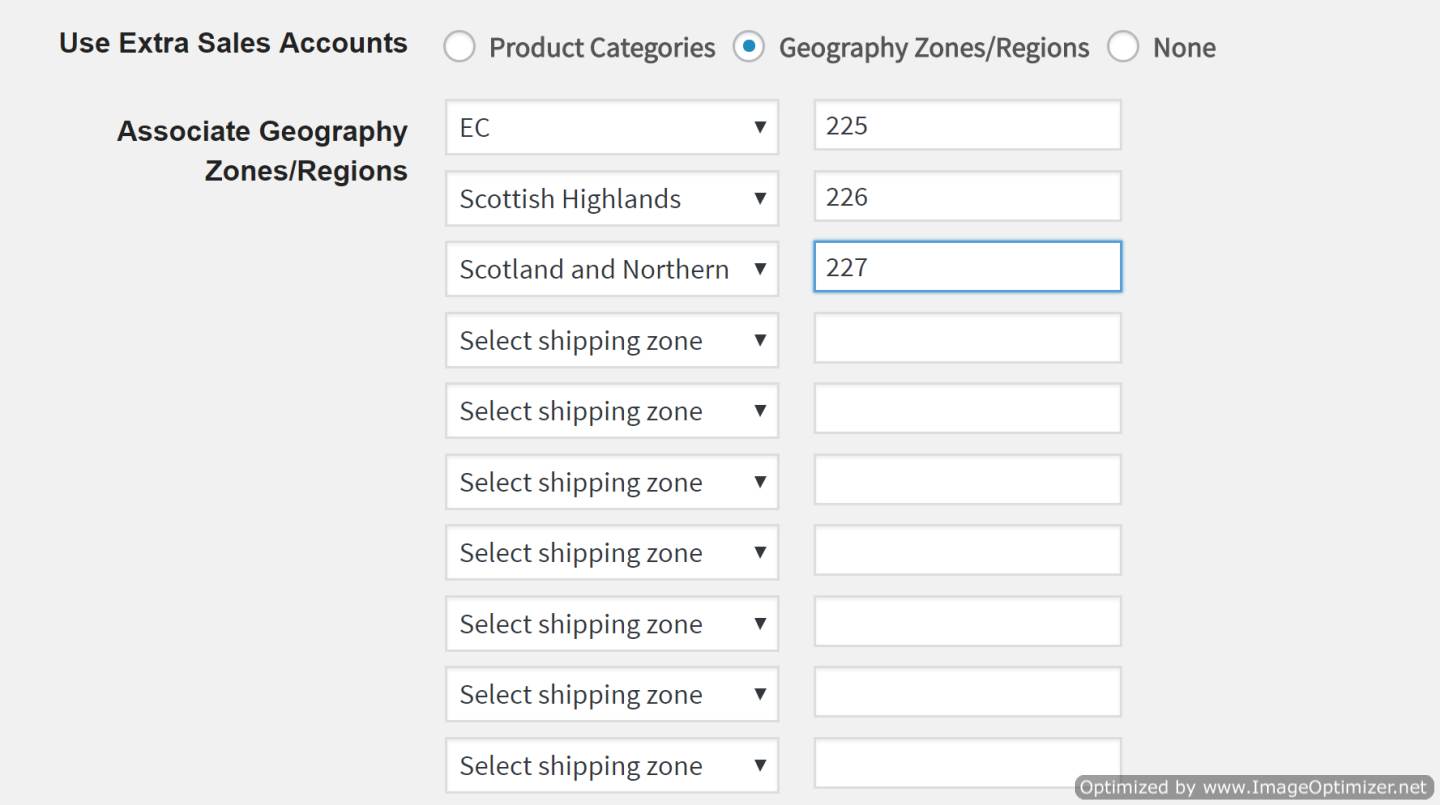 Use Extra Sales Accounts Product Categories Geography Zones/Regions None
Associate Geography
Zones/Regions
EC 225
Scottish Highlands 226
Scotland and Northern 227
Select shipping zone
Select shipping zone
Select shipping zone
Select shipping zone
Select shipping zone
Select shipping zone
Select shipping zone
Optimized by www.ImageOptimizer.net